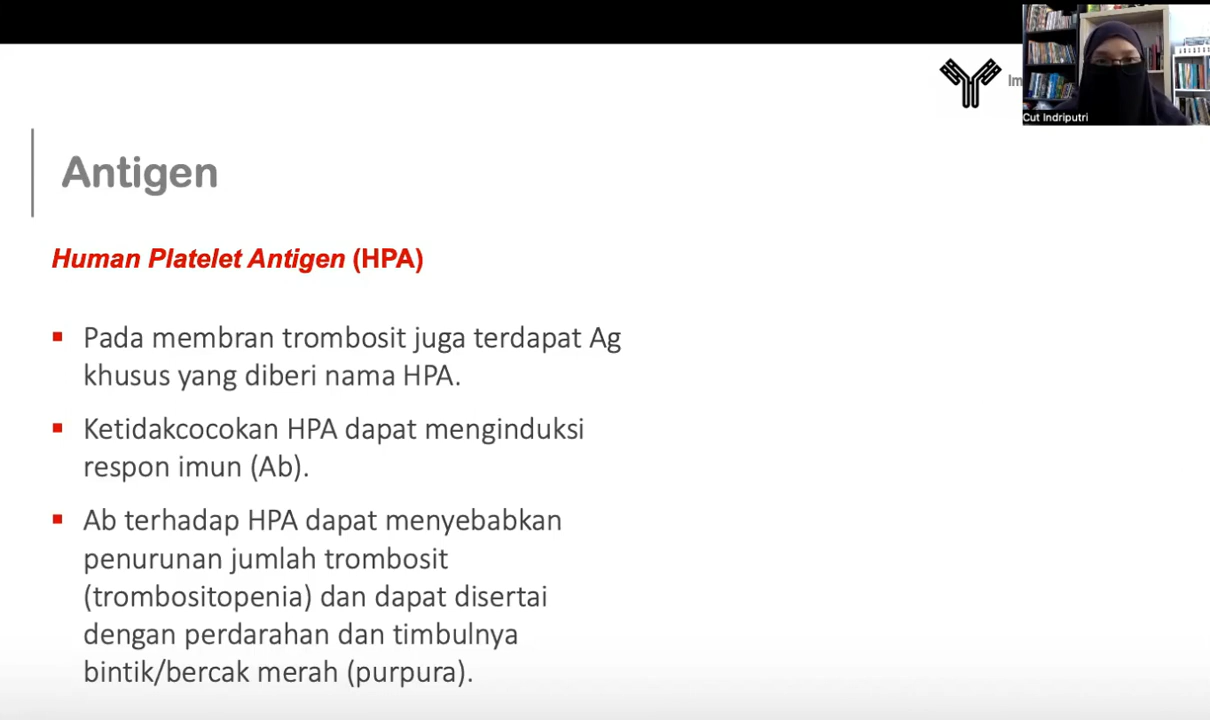 Cut Indriputri
Antigen
Human Platelet Antigen (HPA)
▪ Pada membran trombosit juga terdapat Ag
khusus yang diberi nama HPA.
▪ Ketidakcocokan HPA dapat menginduksi
respon imun (Ab).
▪ Ab terhadap HPA dapat menyebabkan
penurunan jumlah trombosit
(trombositopenia) dan dapat disertai
dengan perdarahan dan timbulnya
bintik/bercak merah (purpura).